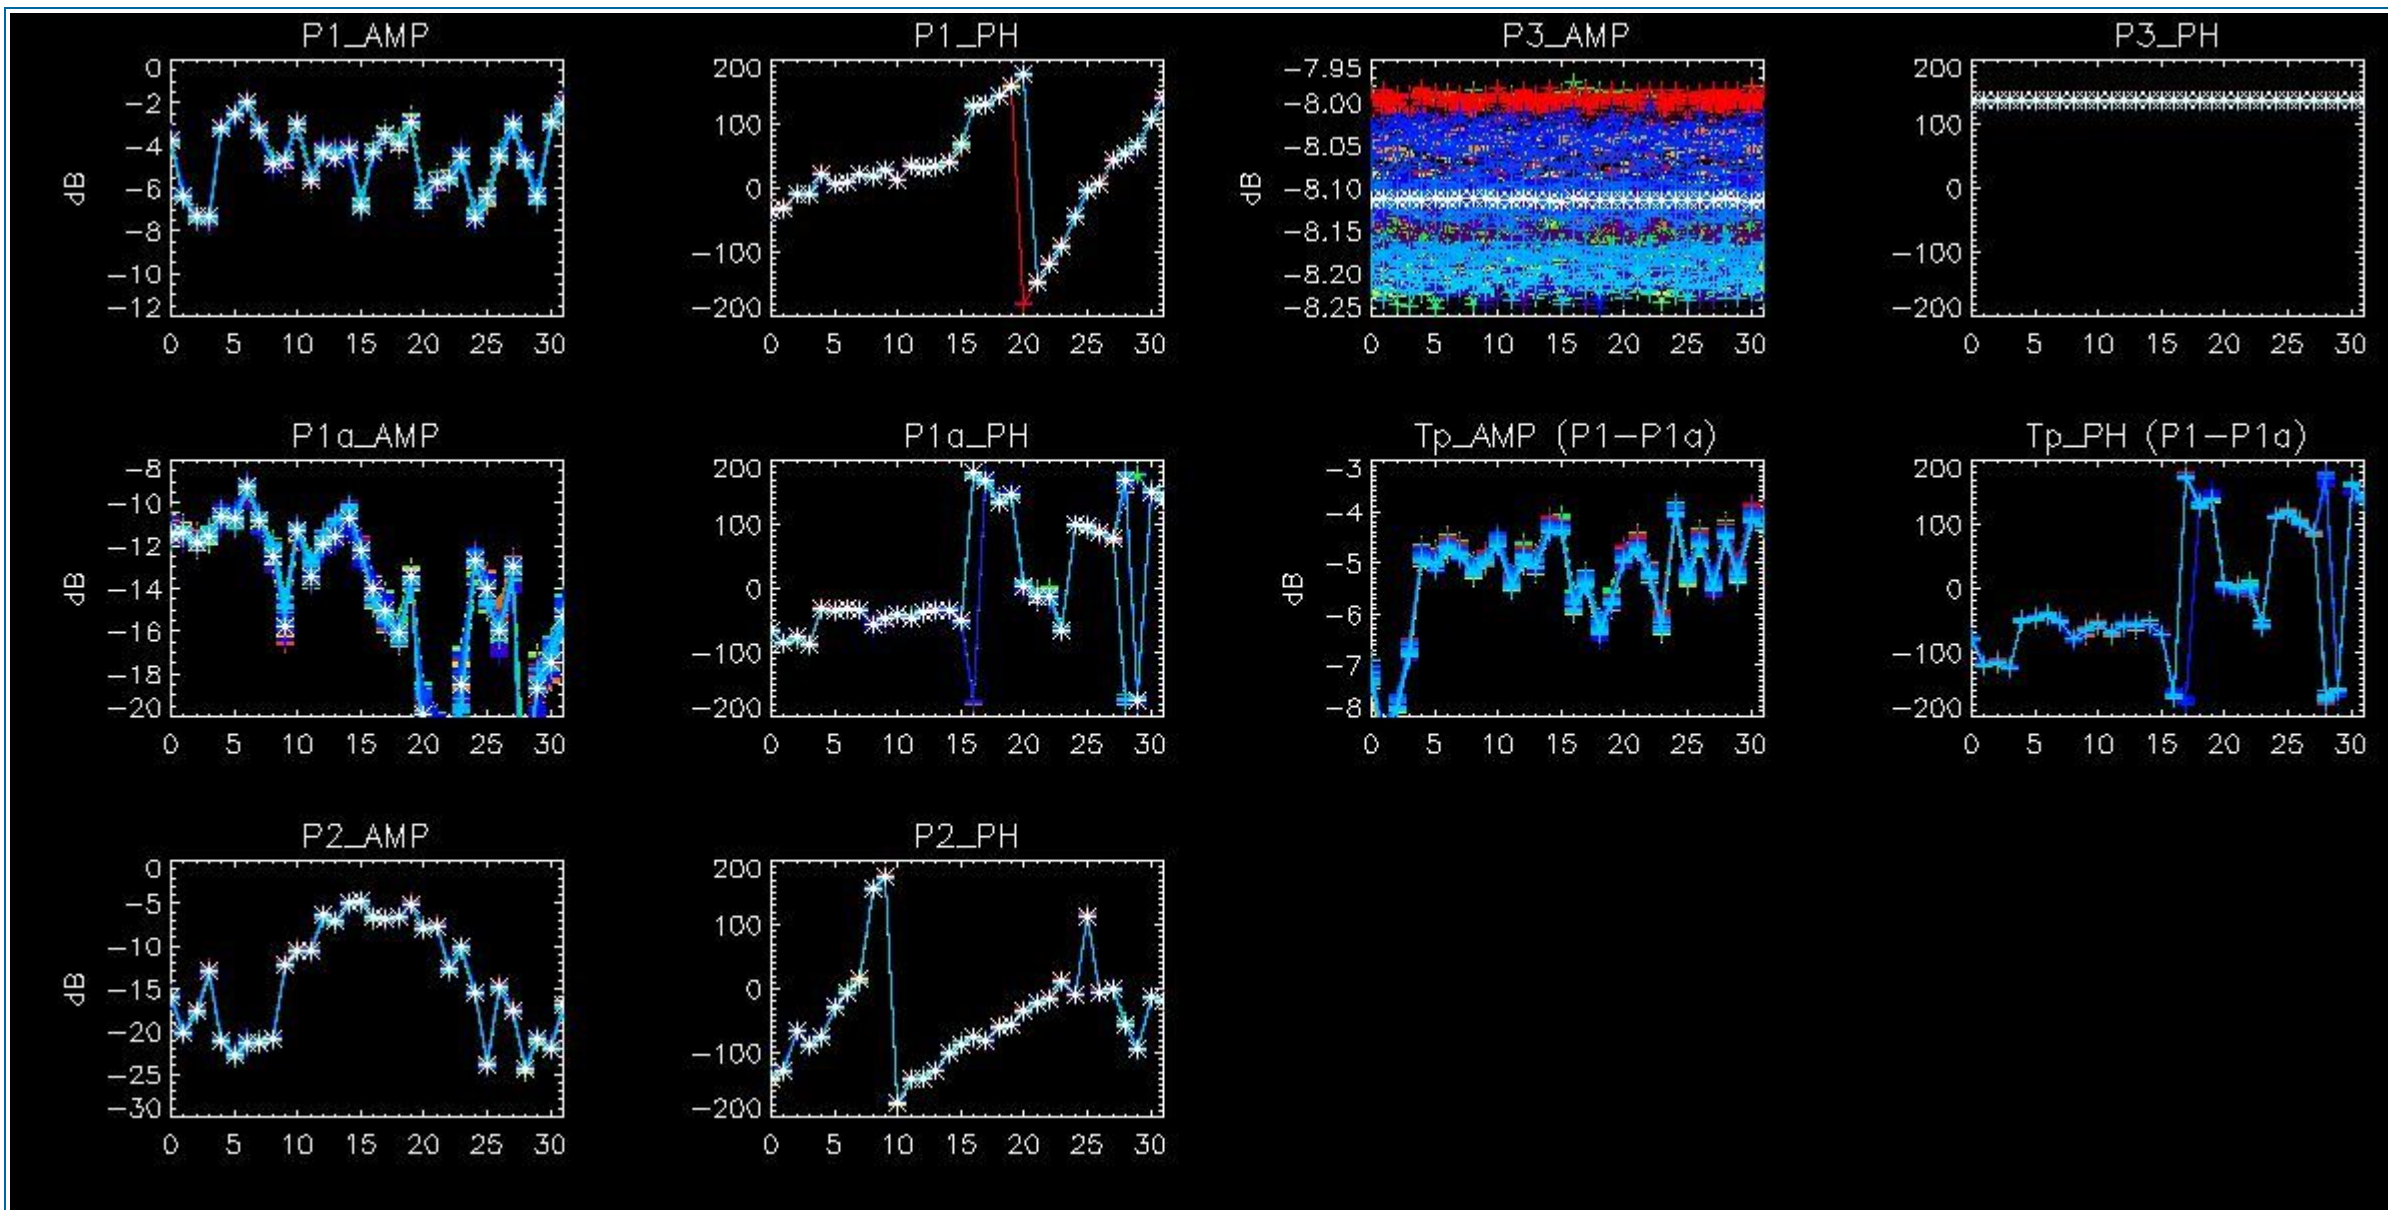 P1_AMP P1_PH P3_AMP P3_PH
0 −2 −4 −6 −8 −10 −12
dB
0 5 10 15 20 25 30
200 100 0 −100 −200
0 5 10 15 20 25 30
−7.95 −8.00 −8.05 −8.10 −8.15 −8.20 −8.25
dB
0 5 10 15 20 25 30
200 100 0 −100 −200
0 5 10 15 20 25 30
P1a_AMP P1a_PH Tp_AMP (P1−P1a) Tp_PH (P1−P1a)
−8 −10 −12 −14 −16 −18 −20
dB
0 5 10 15 20 25 30
200 100 0 −100 −200
0 5 10 15 20 25 30
−3 −4 −5 −6 −7 −8
dB
0 5 10 15 20 25 30
200 100 0 −100 −200
0 5 10 15 20 25 30
P2_AMP P2_PH
0 −5 −10 −15 −20 −25 −30
dB
0 5 10 15 20 25 30
200 100 0 −100 −200
0 5 10 15 20 25 30